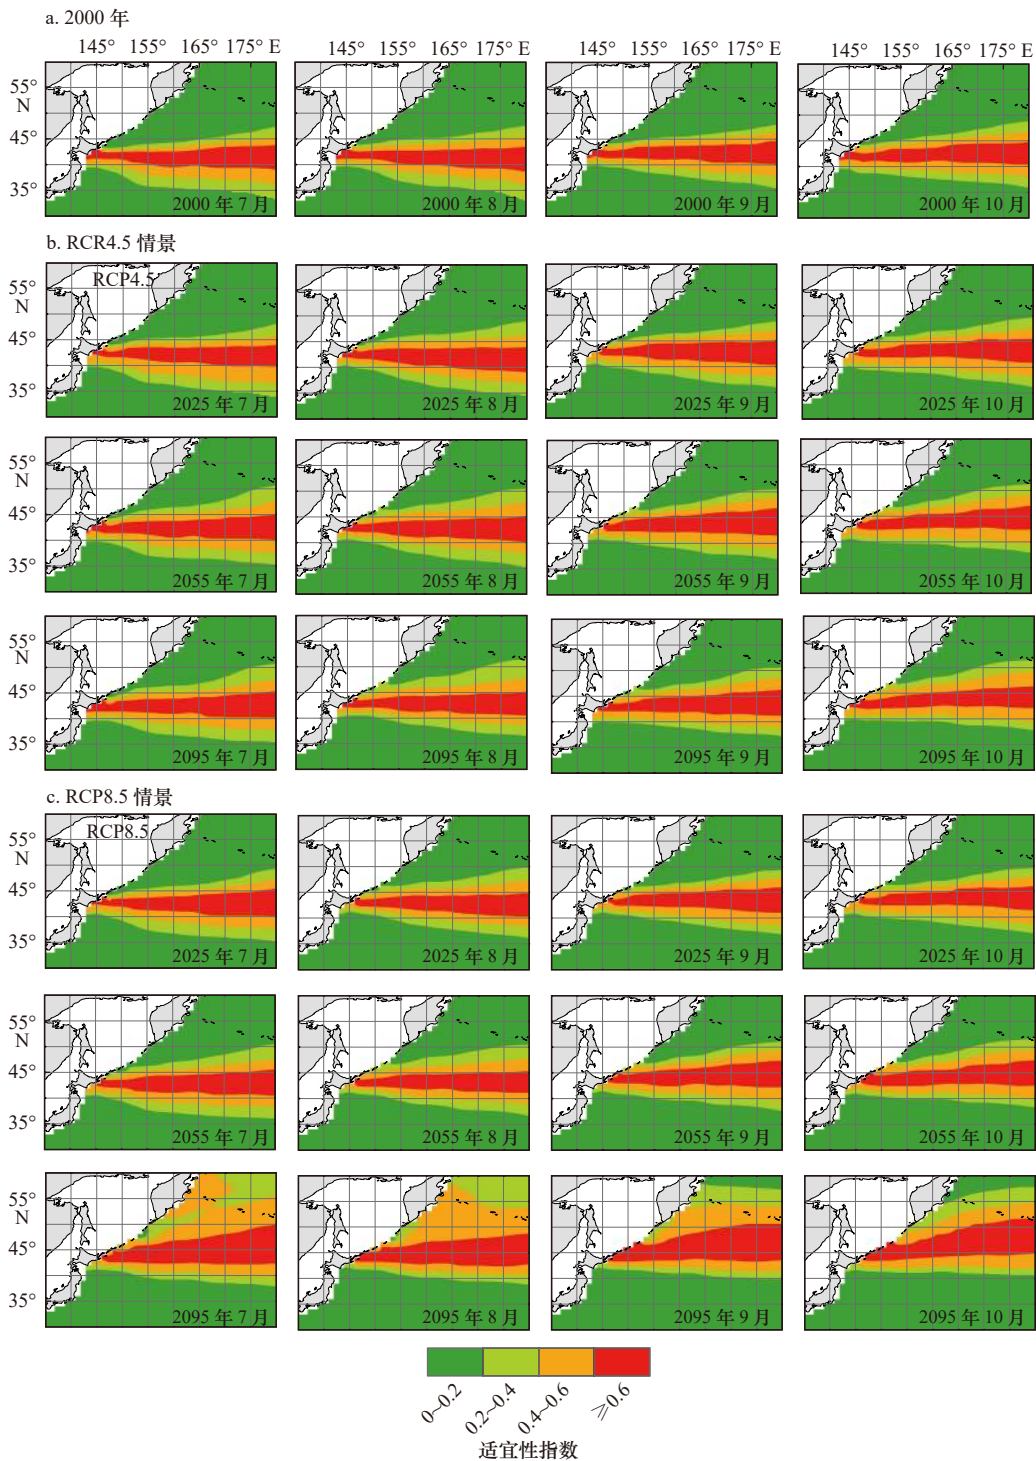 a. 2000 年
145° 155° 165° 175° E 145° 155° 165° 175° E 145° 155° 165° 175° E 145° 155° 165° 175° E
55°
N
45°
35°
2000 年 7 月 2000 年 8 月 2000 年 9 月 2000 年 10 月
b. RCR4.5 情景
RCP4.5
55°
N
45°
35°
2025 年 7 月 2025 年 8 月 2025 年 9 月 2025 年 10 月
55°
N
45°
35°
2055 年 7 月 2055 年 8 月 2055 年 9 月 2055 年 10 月
55°
N
45°
35°
2095 年 7 月 2095 年 8 月 2095 年 9 月 2095 年 10 月
c. RCP8.5 情景
RCP8.5
55°
N
45°
35°
2025 年 7 月 2025 年 8 月 2025 年 9 月 2025 年 10 月
55°
N
45°
35°
2055 年 7 月 2055 年 8 月 2055 年 9 月 2055 年 10 月
55°
N
45°
35°
2095 年 7 月 2095 年 8 月 2095 年 9 月 2095 年 10 月
0~0.2 0.2~0.4 0.4~0.6 ≥0.6
适宜性指数